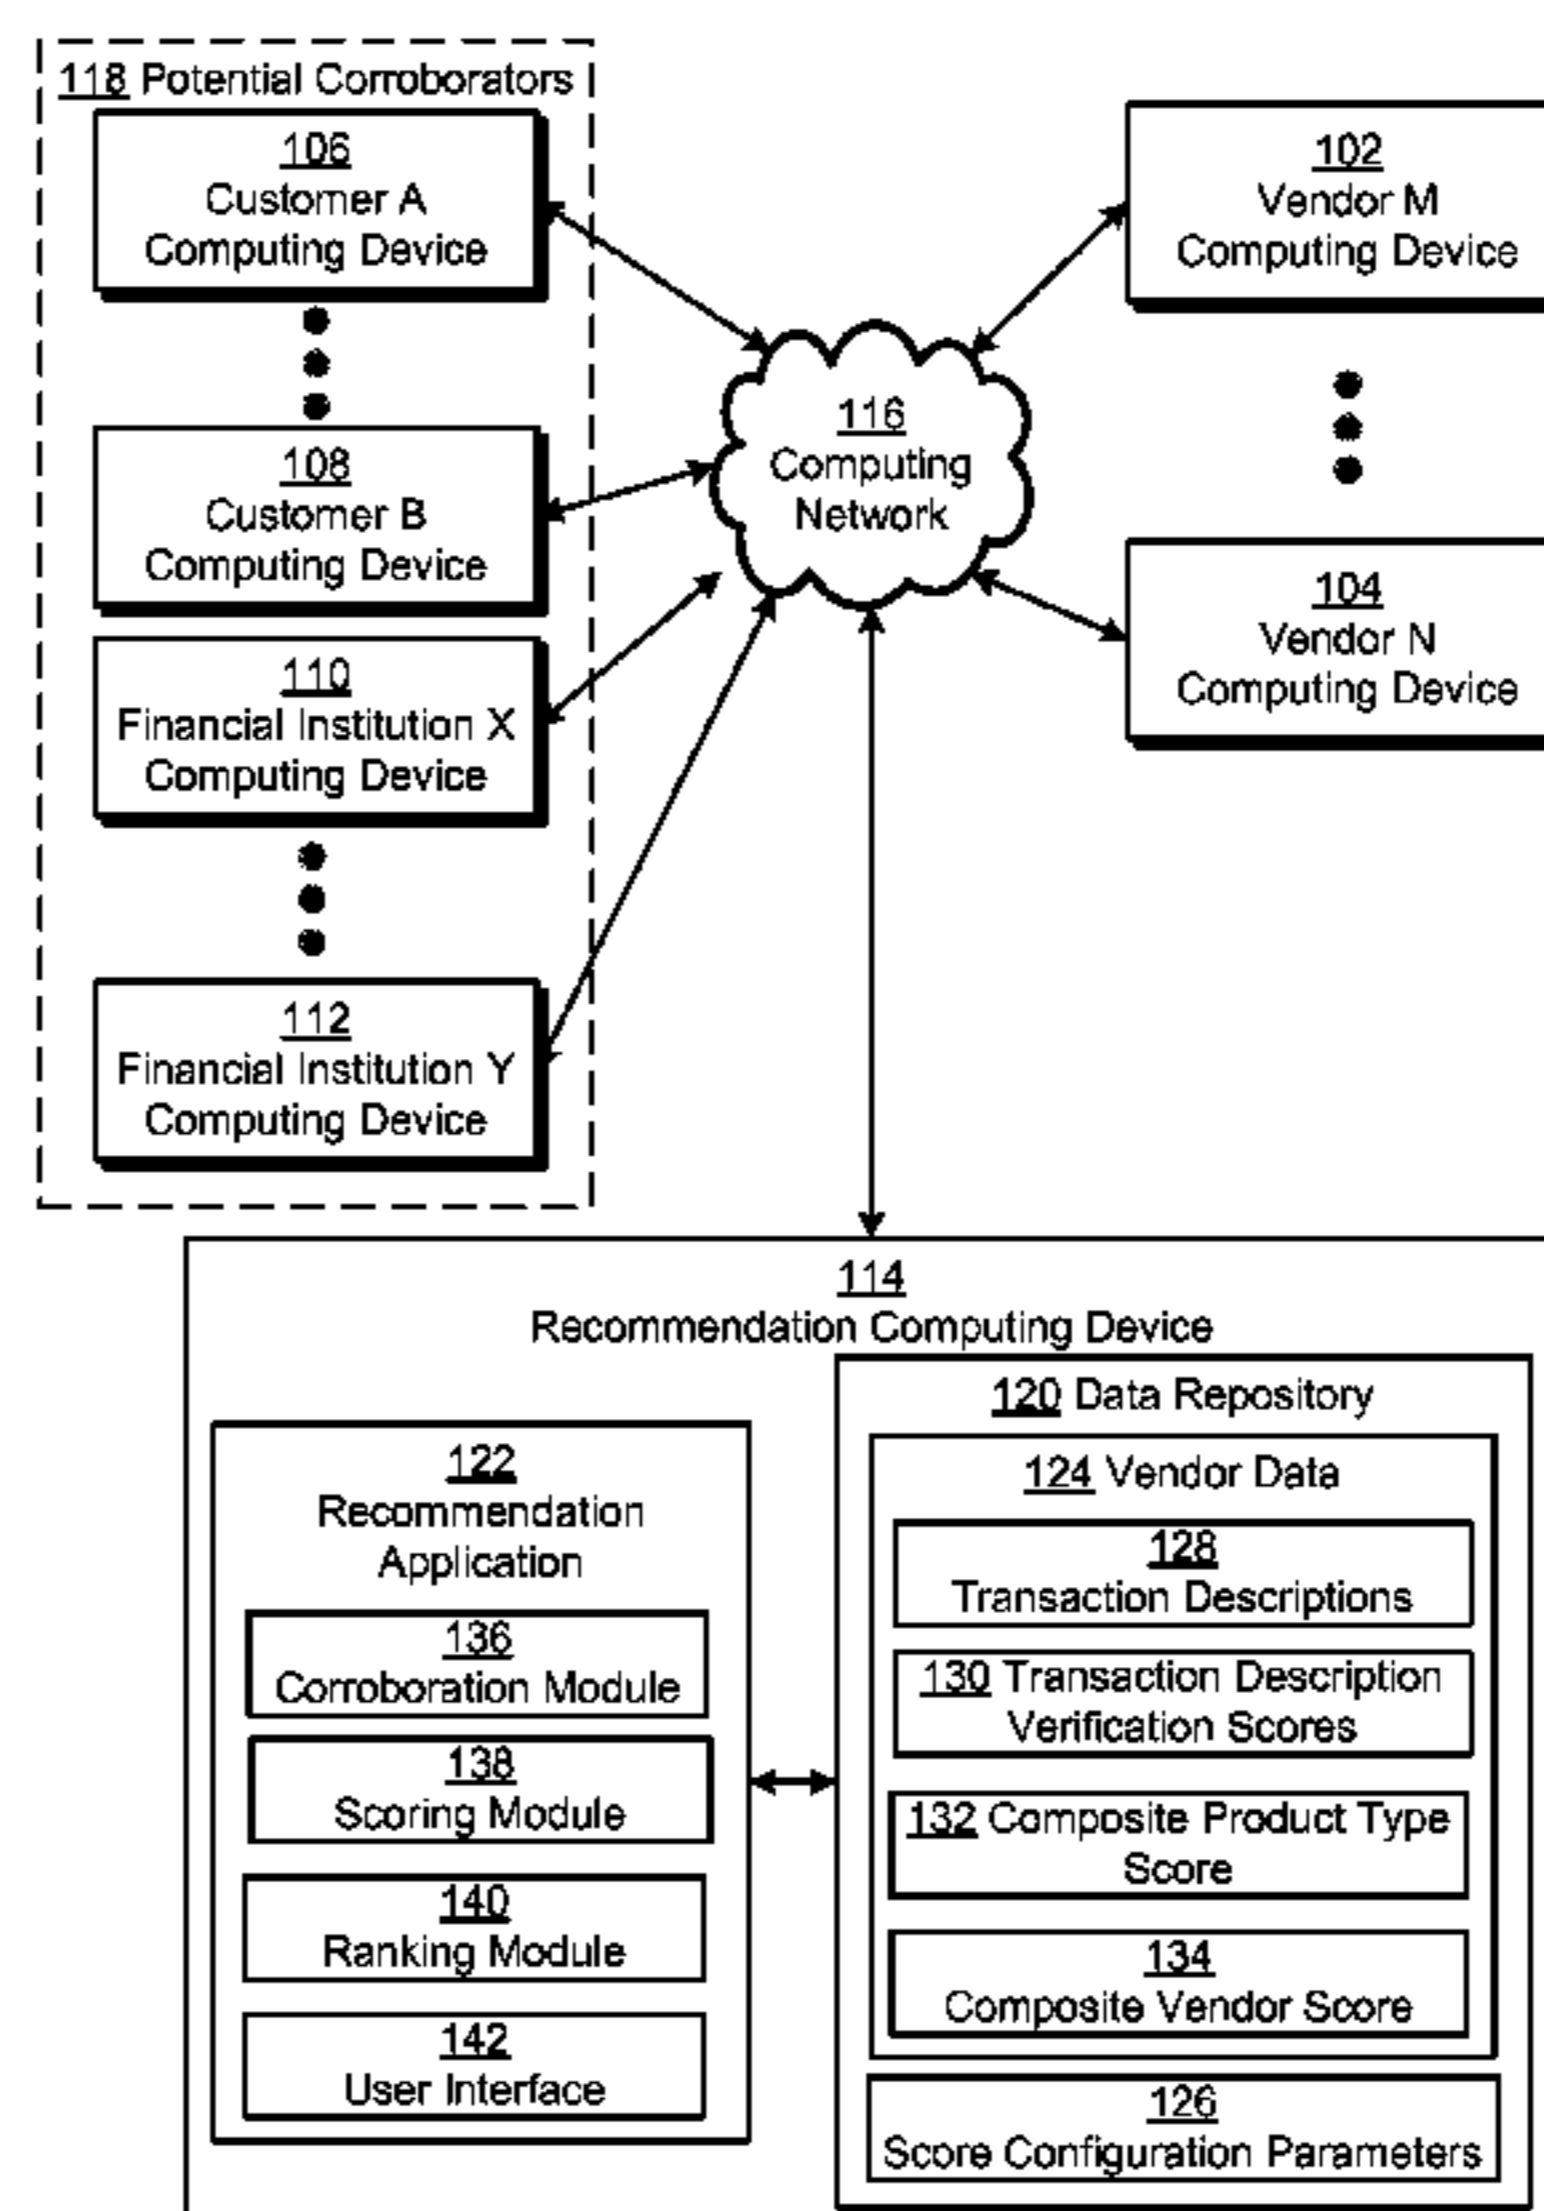 118 Potential Corroborators
106
Customer A
Computing Device
108
Customer B
Computing Device
110
Financial Institution X
Computing Device
112
Financial Institution Y
Computing Device
116
Computing
Network
102
Vendor M
Computing Device
104
Vendor N
Computing Device
114
Recommendation Computing Device
122
Recommendation
Application
136
Corroboration Module
138
Scoring Module
140
Ranking Module
142
User Interface
120 Data Repository
124 Vendor Data
128
Transaction Descriptions
130 Transaction Description
Verification Scores
132 Composite Product Type
Score
134
Composite Vendor Score
126
Score Configuration Parameters